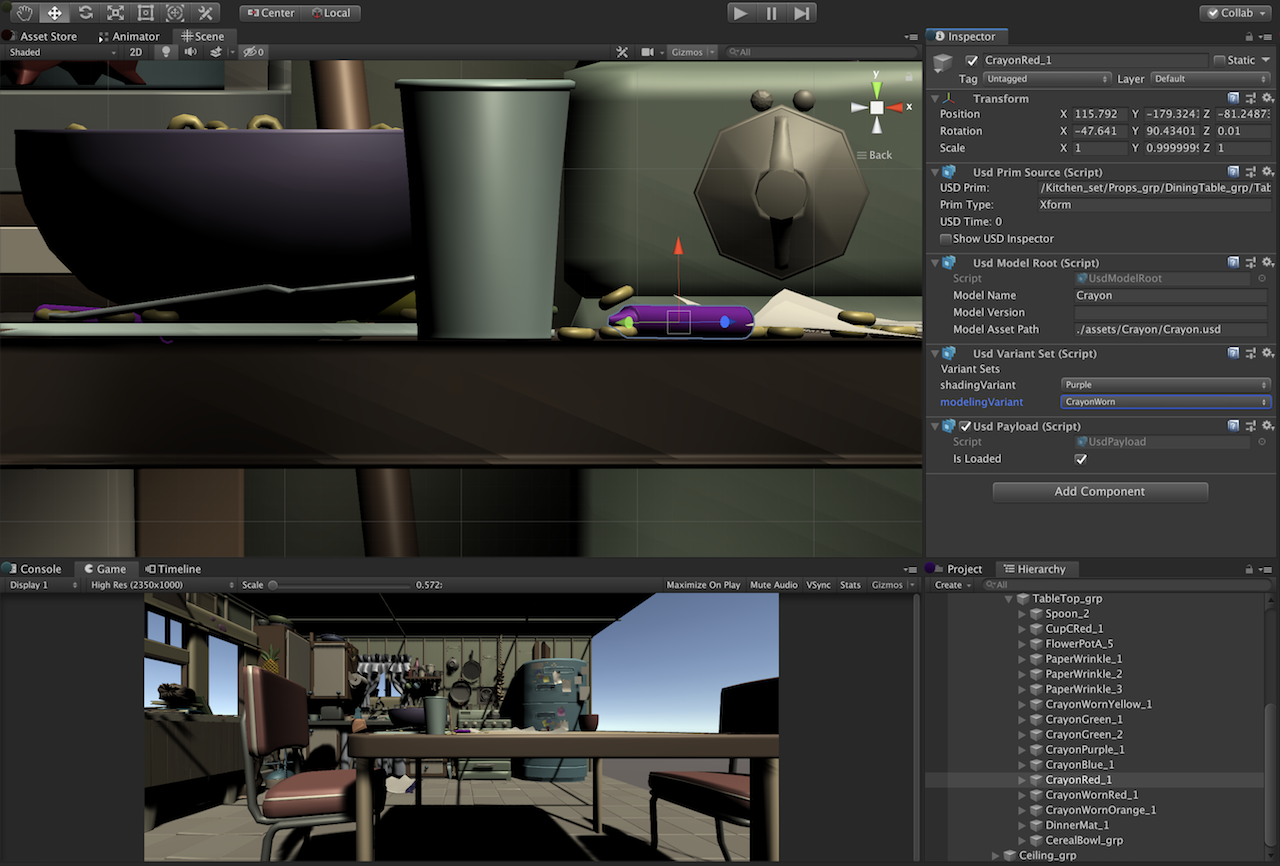 Center Local Collab
Asset Store Animator Scene
Shaded 2D 0 Gizmos All
y
x
Back
Inspector
CrayonRed_1 Static
Tag Untagged Layer Default
Transform
Position X 115.792 Y -179.3241 Z -81.2487
Rotation X -47.641 Y 90.43401 Z 0.01
Scale X 1 Y 0.9999999 Z 1
Usd Prim Source (Script)
USD Prim: /Kitchen_set/Props_grp/DiningTable_grp/Tab
Prim Type: Xform
USD Time: 0
Show USD Inspector
Usd Model Root (Script)
Script UsdModelRoot
Model Name Crayon
Model Version
Model Asset Path ./assets/Crayon/Crayon.usd
Usd Variant Set (Script)
Variant Sets
shadingVariant Purple
modelingVariant CrayonWorn
Usd Payload (Script)
Script UsdPayload
Is Loaded
Add Component
Console Game Timeline
Display 1 High Res (2350x1000) Scale 0.572: Maximize On Play Mute Audio VSync Stats Gizmos
Project Hierarchy
Create All
TableTop_grp
Spoon_2
CupCRed_1
FlowerPotA_5
PaperWrinkle_1
PaperWrinkle_2
PaperWrinkle_3
CrayonWornYellow_1
CrayonGreen_1
CrayonGreen_2
CrayonPurple_1
CrayonBlue_1
CrayonRed_1
CrayonWornRed_1
CrayonWornOrange_1
DinnerMat_1
CerealBowl_grp
Ceiling_grp